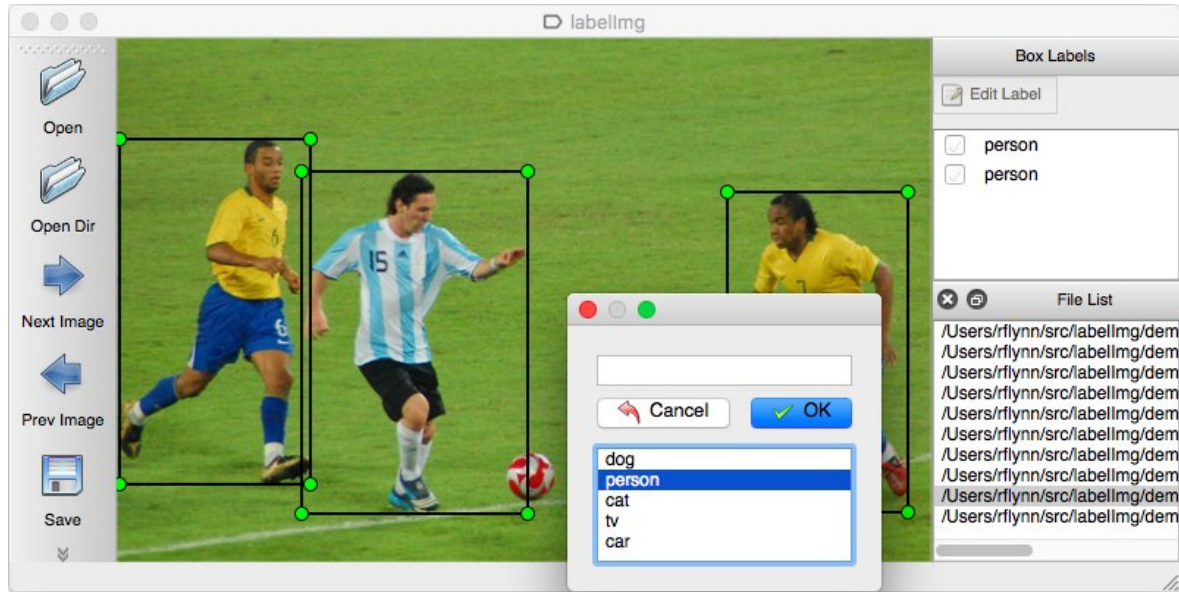 labelImg
Open
Open Dir
Next Image
Prev Image
Save
6
6
15
7
Cancel
OK
dog
person
cat
tv
car
Box Labels
Edit Label
person
person
File List
/Users/rflynn/src/labelImg/dem
/Users/rflynn/src/labelImg/dem
/Users/rflynn/src/labelImg/dem
/Users/rflynn/src/labelImg/dem
/Users/rflynn/src/labelImg/dem
/Users/rflynn/src/labelImg/dem
/Users/rflynn/src/labelImg/dem
/Users/rflynn/src/labelImg/dem
/Users/rflynn/src/labelImg/dem
/Users/rflynn/src/labelImg/dem